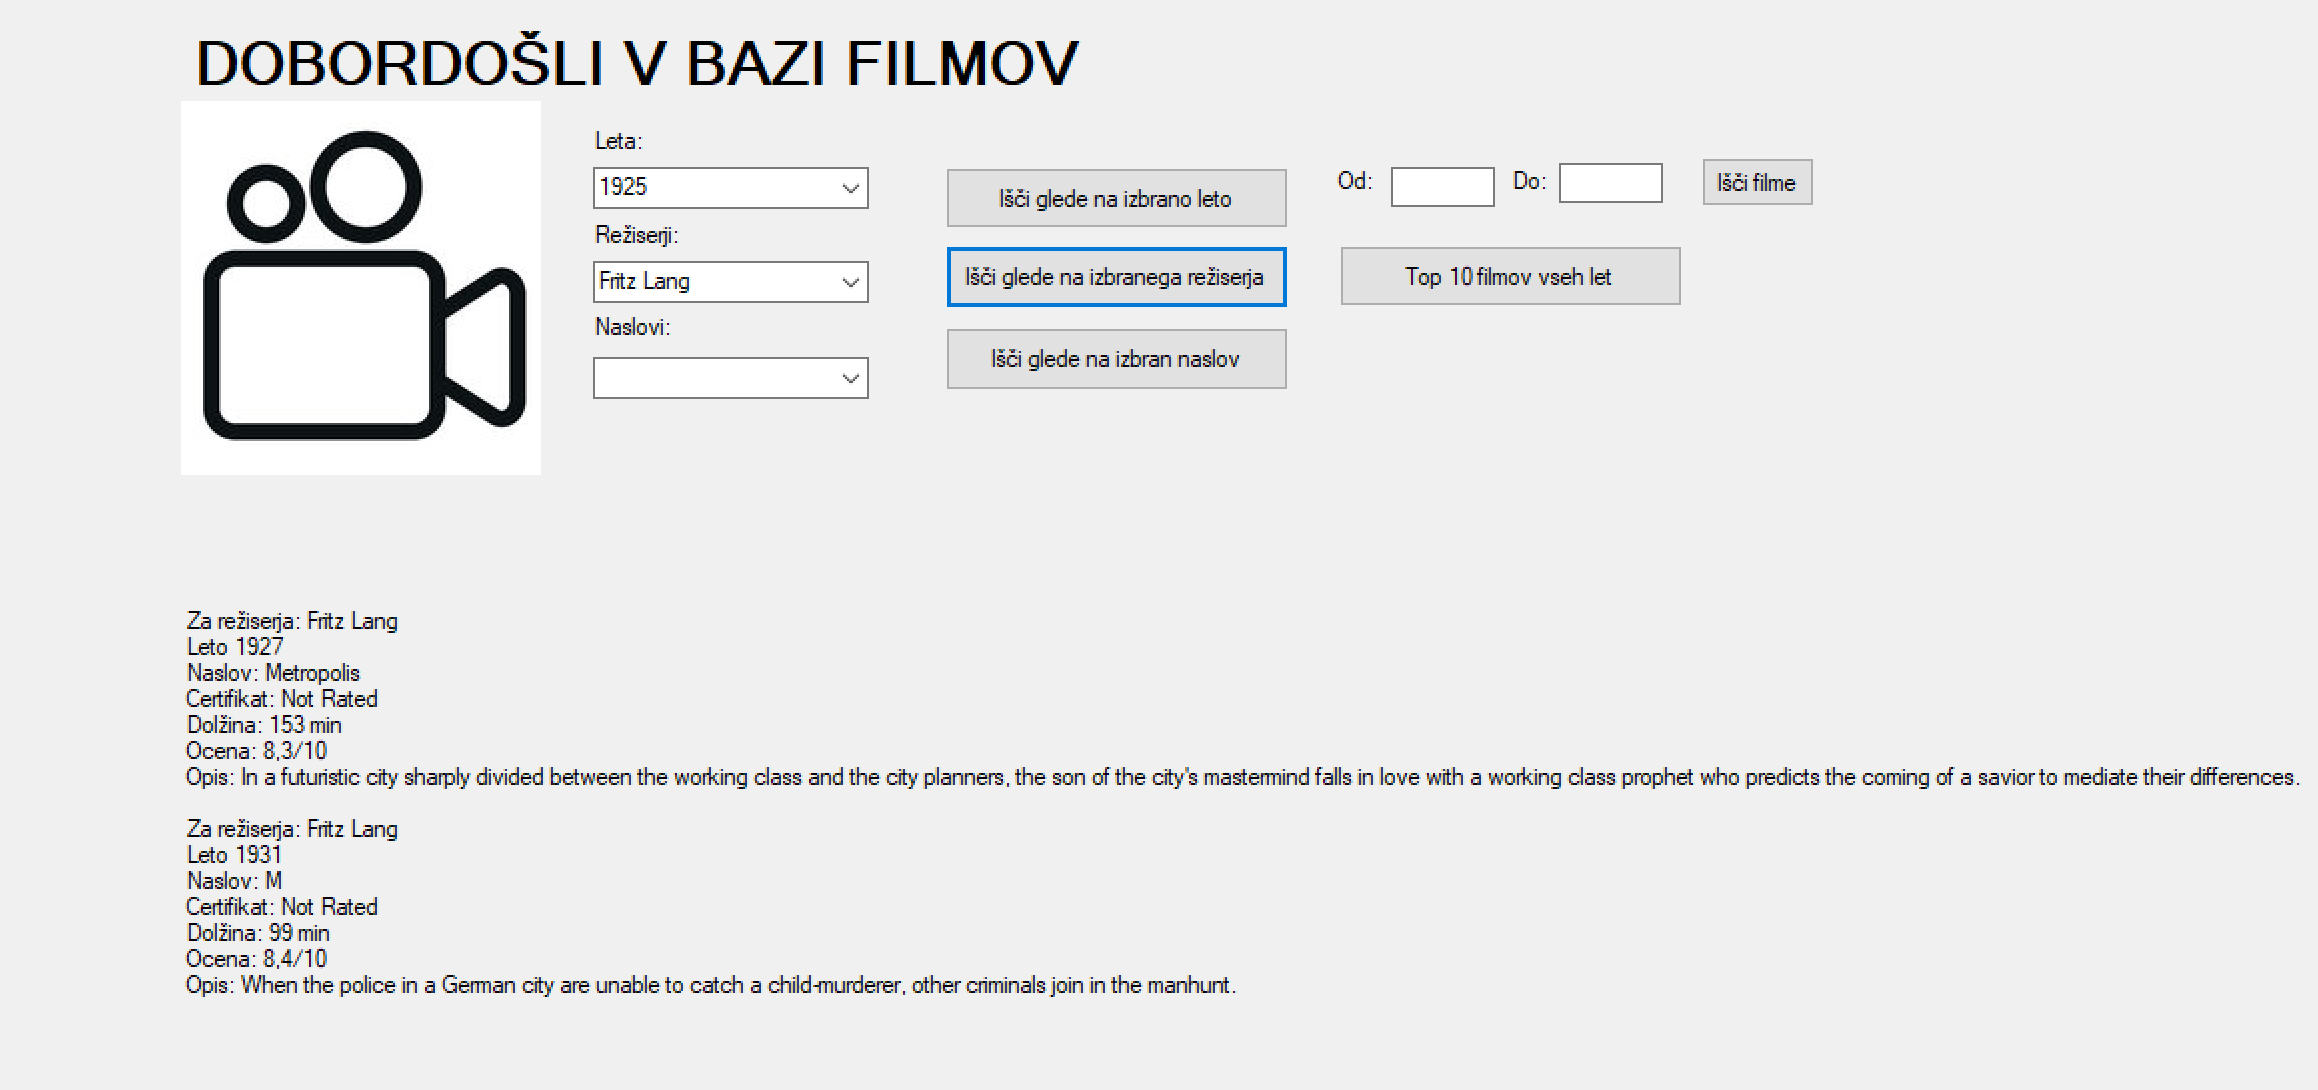 DOBORDOŠLI V BAZI FILMOV
Leta:
1925
Išči glede na izbrano leto
Od:
Do:
Išči filme
Režiserji:
Fritz Lang
Išči glede na izbranega režiserja
Top 10 filmov vseh let
Naslovi:
Išči glede na izbran naslov
Za režiserja: Fritz Lang
Leto 1927
Naslov: Metropolis
Certifikat: Not Rated
Dolžina: 153 min
Ocena: 8,3/10
Opis: In a futuristic city sharply divided between the working class and the city planners, the son of the city's mastermind falls in love with a working class prophet who predicts the coming of a savior to mediate their differences.
Za režiserja: Fritz Lang
Leto 1931
Naslov: M
Certifikat: Not Rated
Dolžina: 99 min
Ocena: 8,4/10
Opis: When the police in a German city are unable to catch a child-murderer, other criminals join in the manhunt.